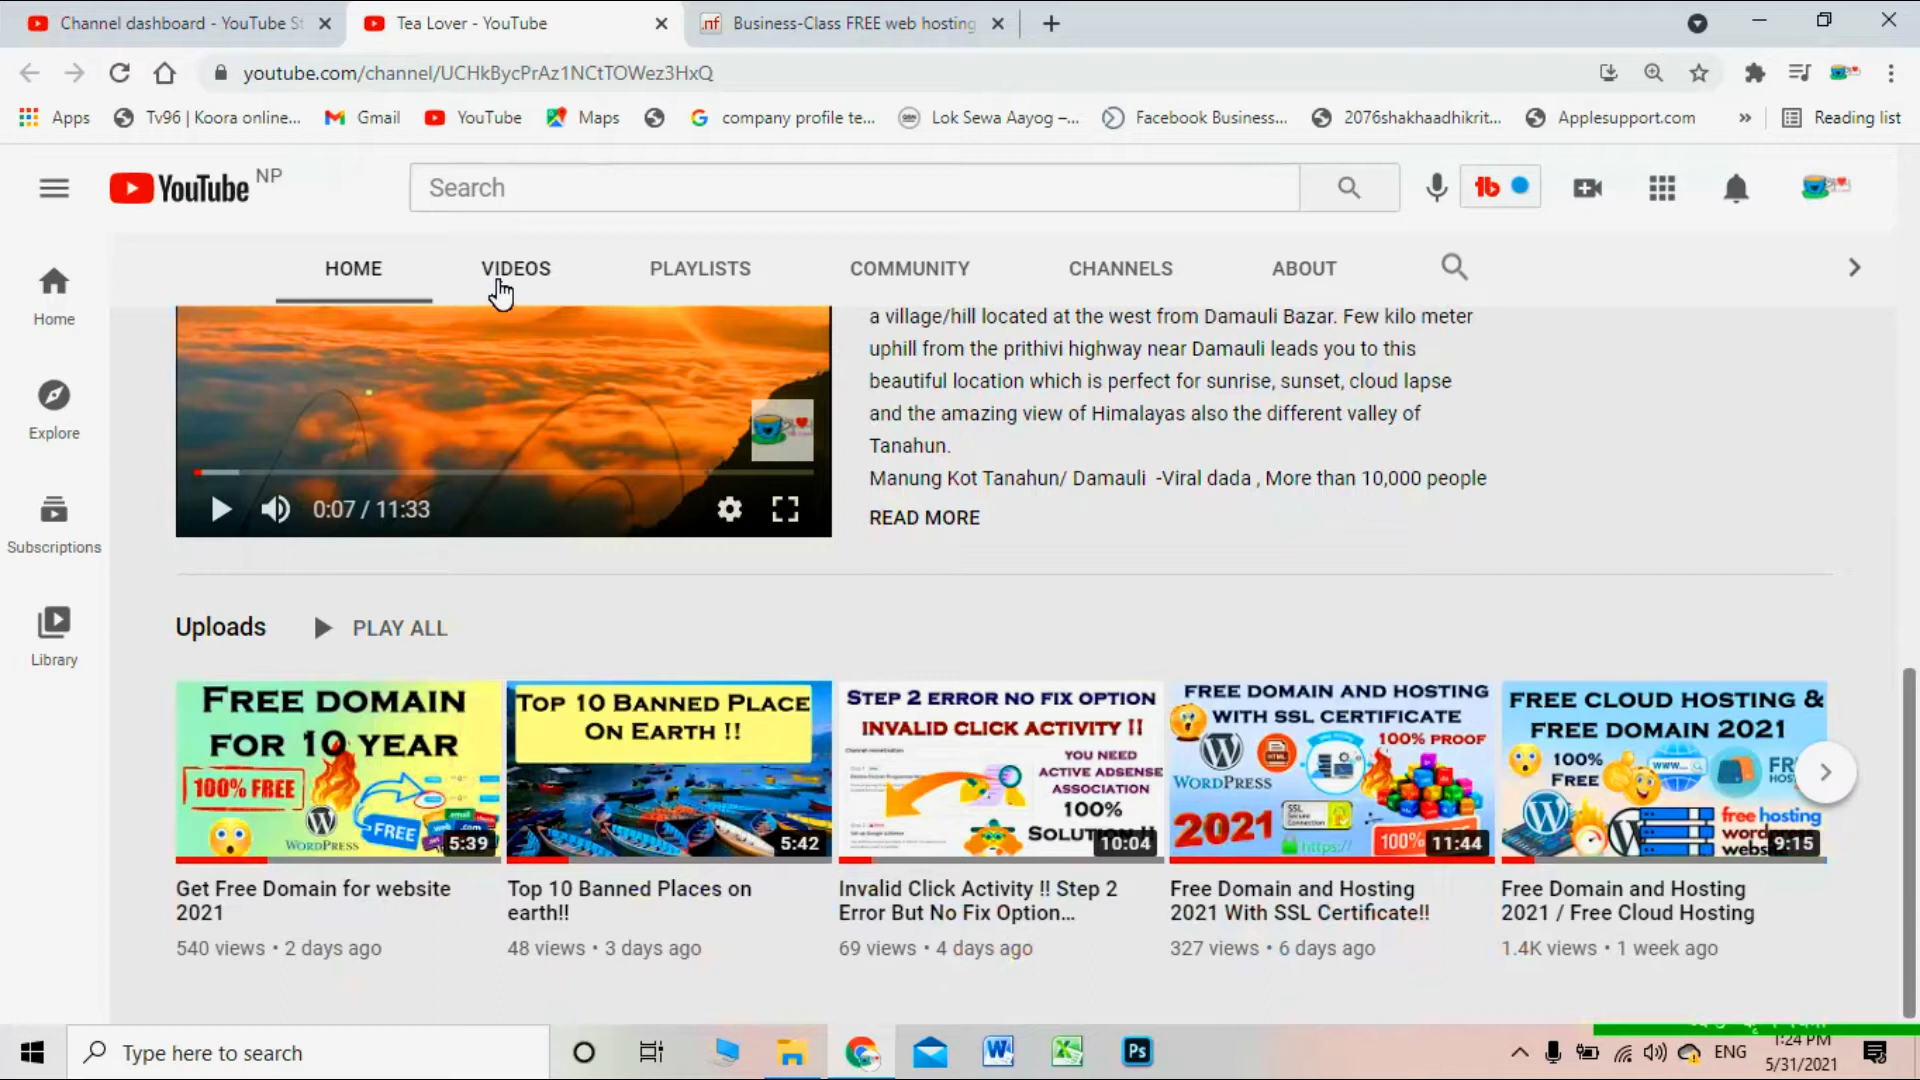 Channel dashboard - YouTube St
Tea Lover - YouTube
.nf Business-Class FREE web hosting
youtube.com/channel/UCHkBycPrAz1NCtTOWez3HxQ
Apps
Tv96 | Koora online...
Gmail
YouTube
Maps
company profile te...
Lok Sewa Aayog –...
Facebook Business...
2076shakhaadhikrit...
Applesupport.com
»
Reading list
YouTube NP
Search
HOME
VIDEOS
PLAYLISTS
COMMUNITY
CHANNELS
ABOUT
Home
Explore
Subscriptions
Library
a village/hill located at the west from Damauli Bazar. Few kilo meter
uphill from the prithivi highway near Damauli leads you to this
beautiful location which is perfect for sunrise, sunset, cloud lapse
and the amazing view of Himalayas also the different valley of
Tanahun.
Manung Kot Tanahun/ Damauli -Viral dada , More than 10,000 people
READ MORE
0:07 / 11:33
Uploads
PLAY ALL
FREE DOMAIN
FOR 10 YEAR
100% FREE
WORDPRESS
FREE
5:39
Get Free Domain for website
2021
540 views • 2 days ago
TOP 10 BANNED PLACE
ON EARTH !!
5:42
Top 10 Banned Places on
earth!!
48 views • 3 days ago
STEP 2 ERROR NO FIX OPTION
INVALID CLICK ACTIVITY !!
YOU NEED
ACTIVE ADSENSE
ASSOCIATION
100%
SOLUTION !!
10:04
Invalid Click Activity !! Step 2
Error But No Fix Option...
69 views • 4 days ago
FREE DOMAIN AND HOSTING
WITH SSL CERTIFICATE
100% PROOF
WORDPRESS
2021
SSL
Secure
Connection
https://
100%
11:44
Free Domain and Hosting
2021 With SSL Certificate!!
327 views • 6 days ago
FREE CLOUD HOSTING &
FREE DOMAIN 2021
100%
FREE
www...
free hosting
wordpress
website
9:15
Free Domain and Hosting
2021 / Free Cloud Hosting
1.4K views • 1 week ago
Type here to search
ENG
1:24 PM
5/31/2021